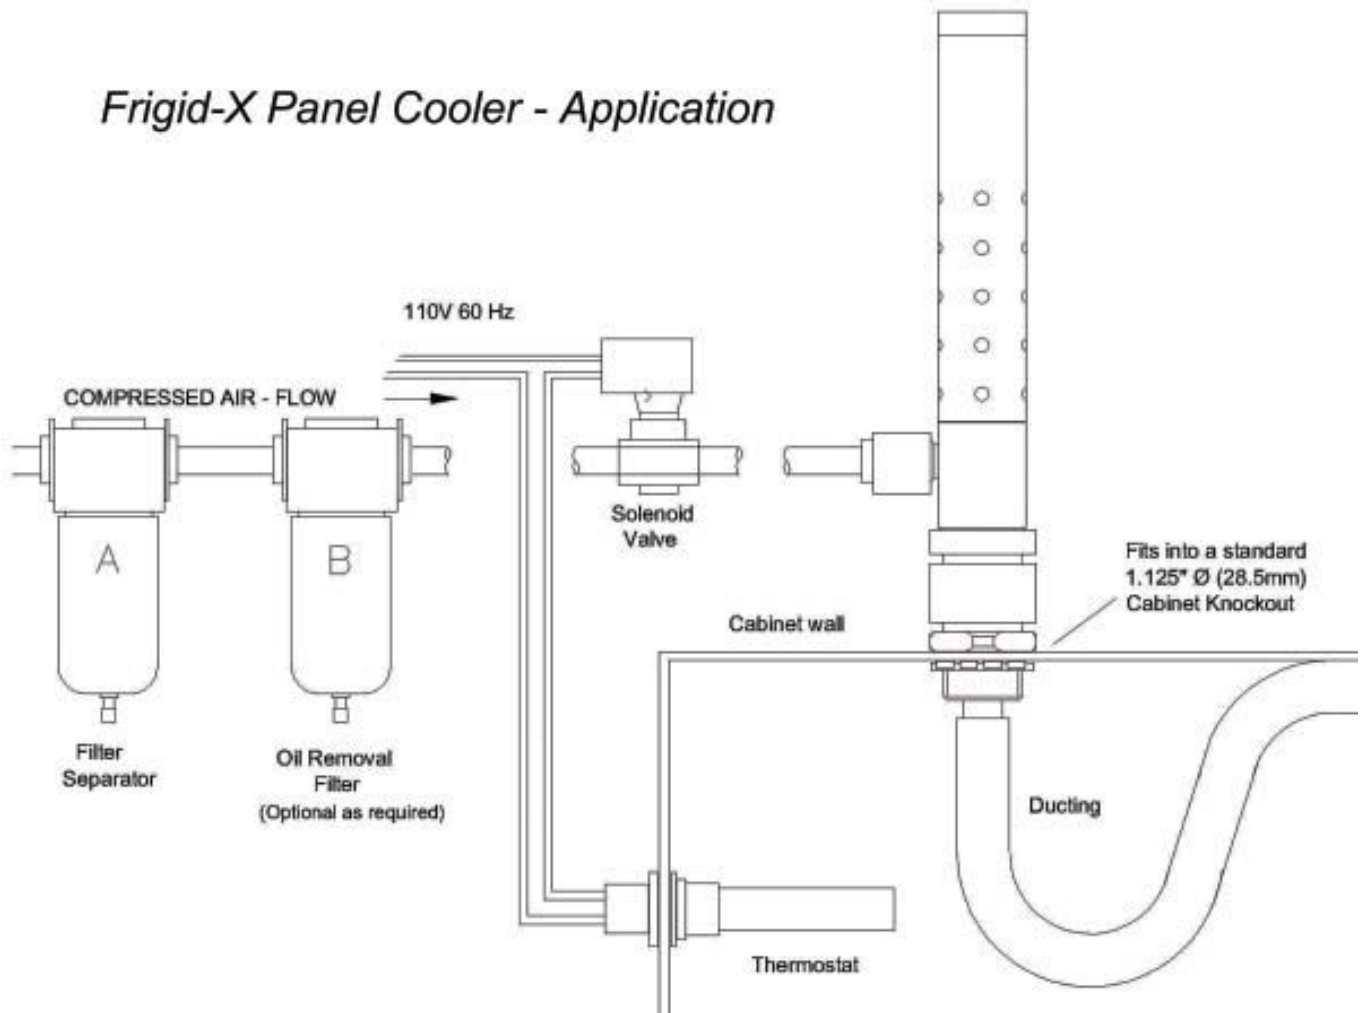 Frigid-X Panel Cooler - Application
110V 60 Hz
COMPRESSED AIR - FLOW
A
B
Solenoid
Valve
Fits into a standard
1.125" Ø (28.5mm)
Cabinet Knockout
Cabinet wall
Filter
Separator
Oil Removal
Filter
(Optional as required)
Ducting
Thermostat